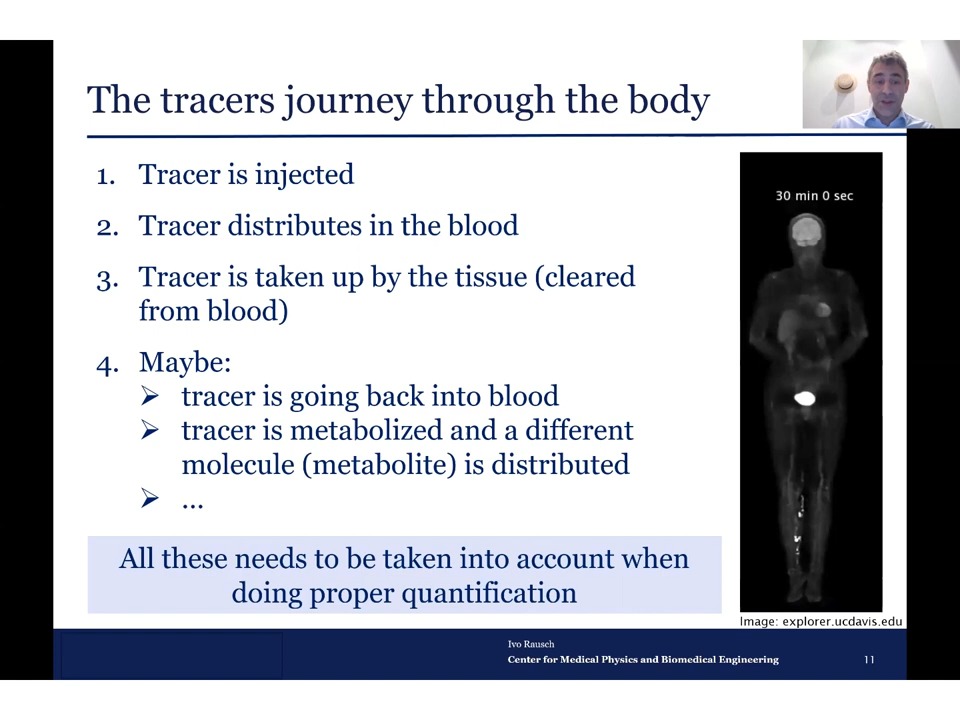 The tracers journey through the body
1. Tracer is injected
2. Tracer distributes in the blood
3. Tracer is taken up by the tissue (cleared
from blood)
4. Maybe:
➢ tracer is going back into blood
➢ tracer is metabolized and a different
molecule (metabolite) is distributed
➢ ...
All these needs to be taken into account when
doing proper quantification
30 min 0 sec
Image: explorer.ucdavis.edu
Ivo Rausch
Center for Medical Physics and Biomedical Engineering
11